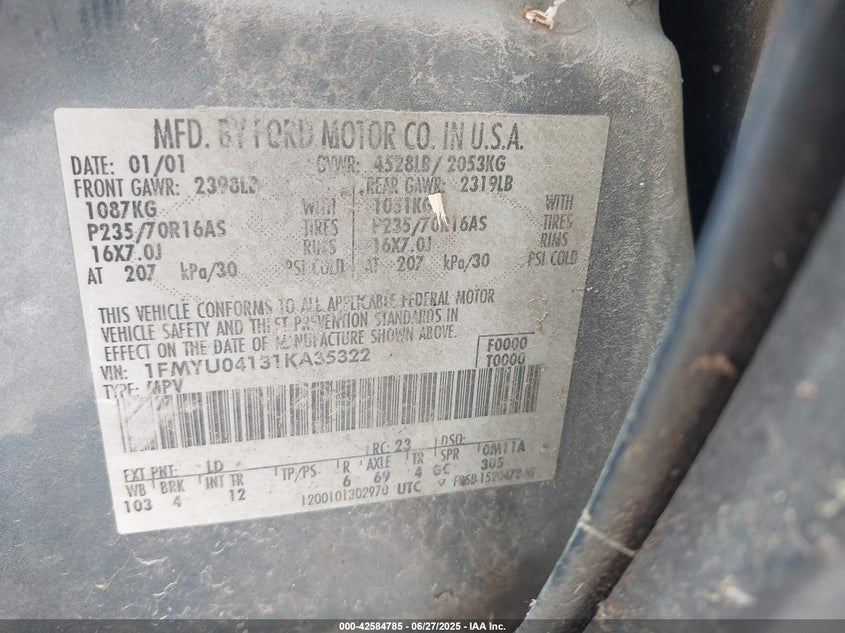 MFD. BY FORD MOTOR CO. IN U.S.A.
DATE: 01/01 GVWR: 4528LB/ 2053KG
FRONT GAWR: 2398LB REAR GAWR: 2319LB
1087KG WITH 1051KG WITH
P235/70R16AS TIRES P235/70R16AS TIRES
16X7.0J RIMS 16X7.0J RIMS
AT 207 kPa/30 PSI COLD AT 207 kPa/30 PSI COLD
THIS VEHICLE CONFORMS TO ALL APPLICABLE FEDERAL MOTOR
VEHICLE SAFETY AND THEFT PREVENTION STANDARDS IN
EFFECT ON THE DATE OF MANUFACTURE SHOWN ABOVE.
VIN: 1FMYU04131KA35322 F0000
TYPE: MPV T0000
EXT PNT: LD RC: 23 DSO:
WB BRK INT TR TP/PS R AXLE TR SPR 0M11A
103 4 12 6 69 4 GC 305
1200101302970 UTC
000-42584785 | 06/27/2025 | IAA Inc.